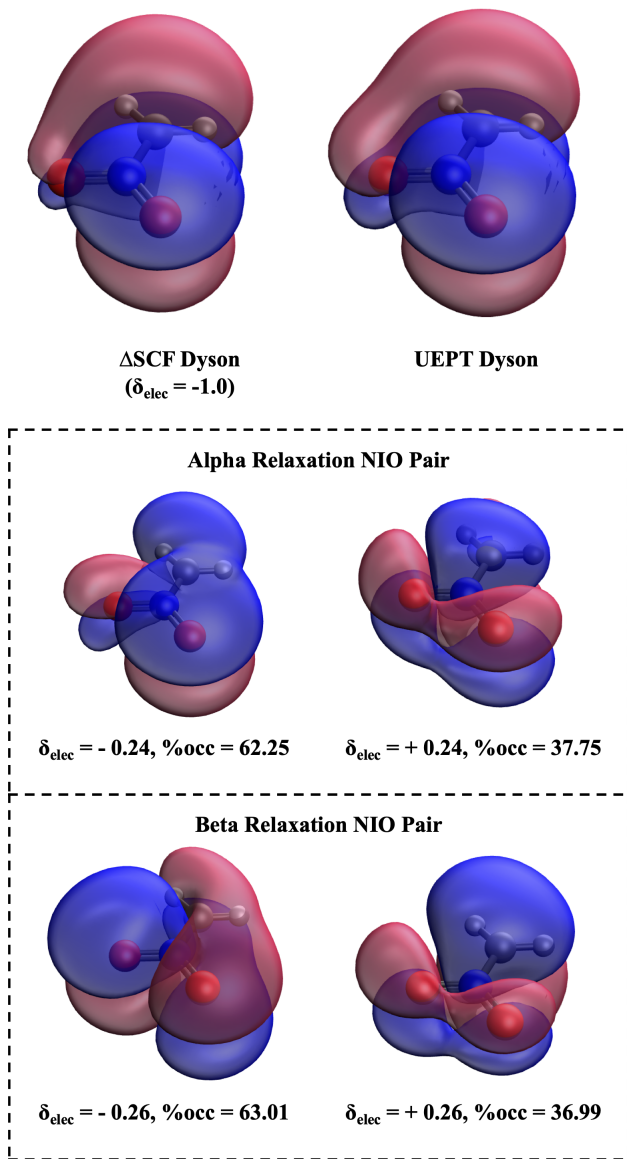 ΔSCF Dyson
(δelec = -1.0)
UEPT Dyson
Alpha Relaxation NIO Pair
δelec = - 0.24, %occ = 62.25
δelec = + 0.24, %occ = 37.75
Beta Relaxation NIO Pair
δelec = - 0.26, %occ = 63.01
δelec = + 0.26, %occ = 36.99